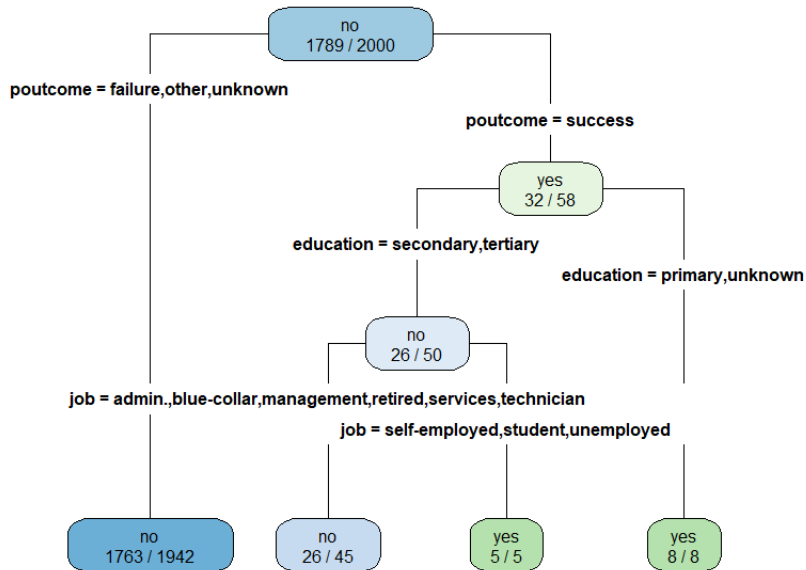 no
1789 / 2000
poutcome = failure,other,unknown
poutcome = success
yes
32 / 58
education = secondary,tertiary
education = primary,unknown
no
26 / 50
job = admin.,blue-collar,management,retired,services,technician
job = self-employed,student,unemployed
no
1763 / 1942
no
26 / 45
yes
5 / 5
yes
8 / 8